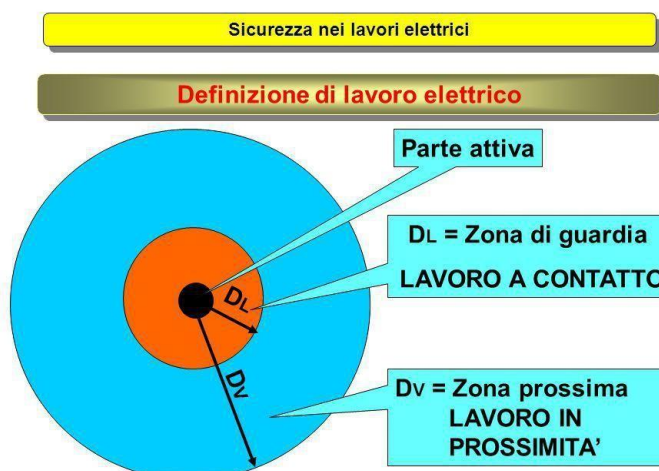 Sicurezza nei lavori elettrici
Definizione di lavoro elettrico
Parte attiva
DL = Zona di guardia
LAVORO A CONTATTO
DL
DV
DV = Zona prossima
LAVORO IN
PROSSIMITA'